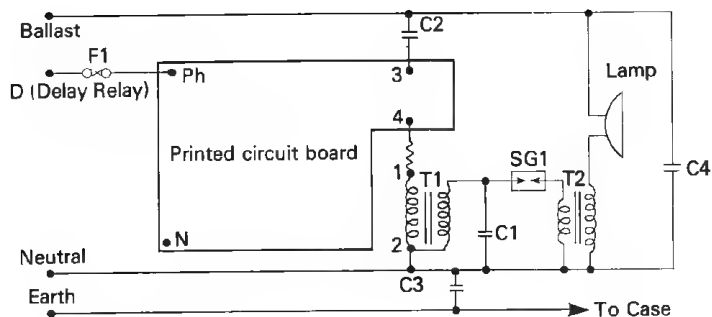 Ballast
C2
F1
Ph
3
Lamp
D (Delay Relay)
4
Printed circuit board
SG1
1
T1
T2
C4
C1
N
2
Neutral
C3
Earth
To Case